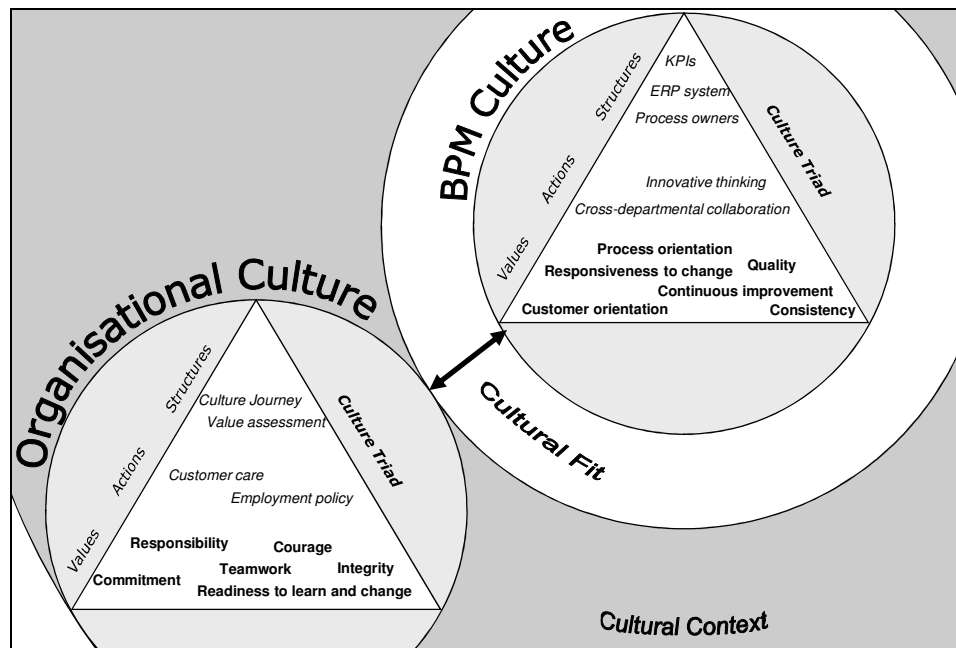 BPM Culture
Structures
Actions
Values
Culture Triad
KPIs
ERP system
Process owners
Innovative thinking
Cross-departmental collaboration
Process orientation
Responsiveness to change
Quality
Continuous improvement
Customer orientation
Consistency
Cultural Fit
Organisational Culture
Structures
Actions
Values
Culture Triad
Culture Journey
Value assessment
Customer care
Employment policy
Responsibility
Courage
Teamwork
Integrity
Commitment
Readiness to learn and change
Cultural Context